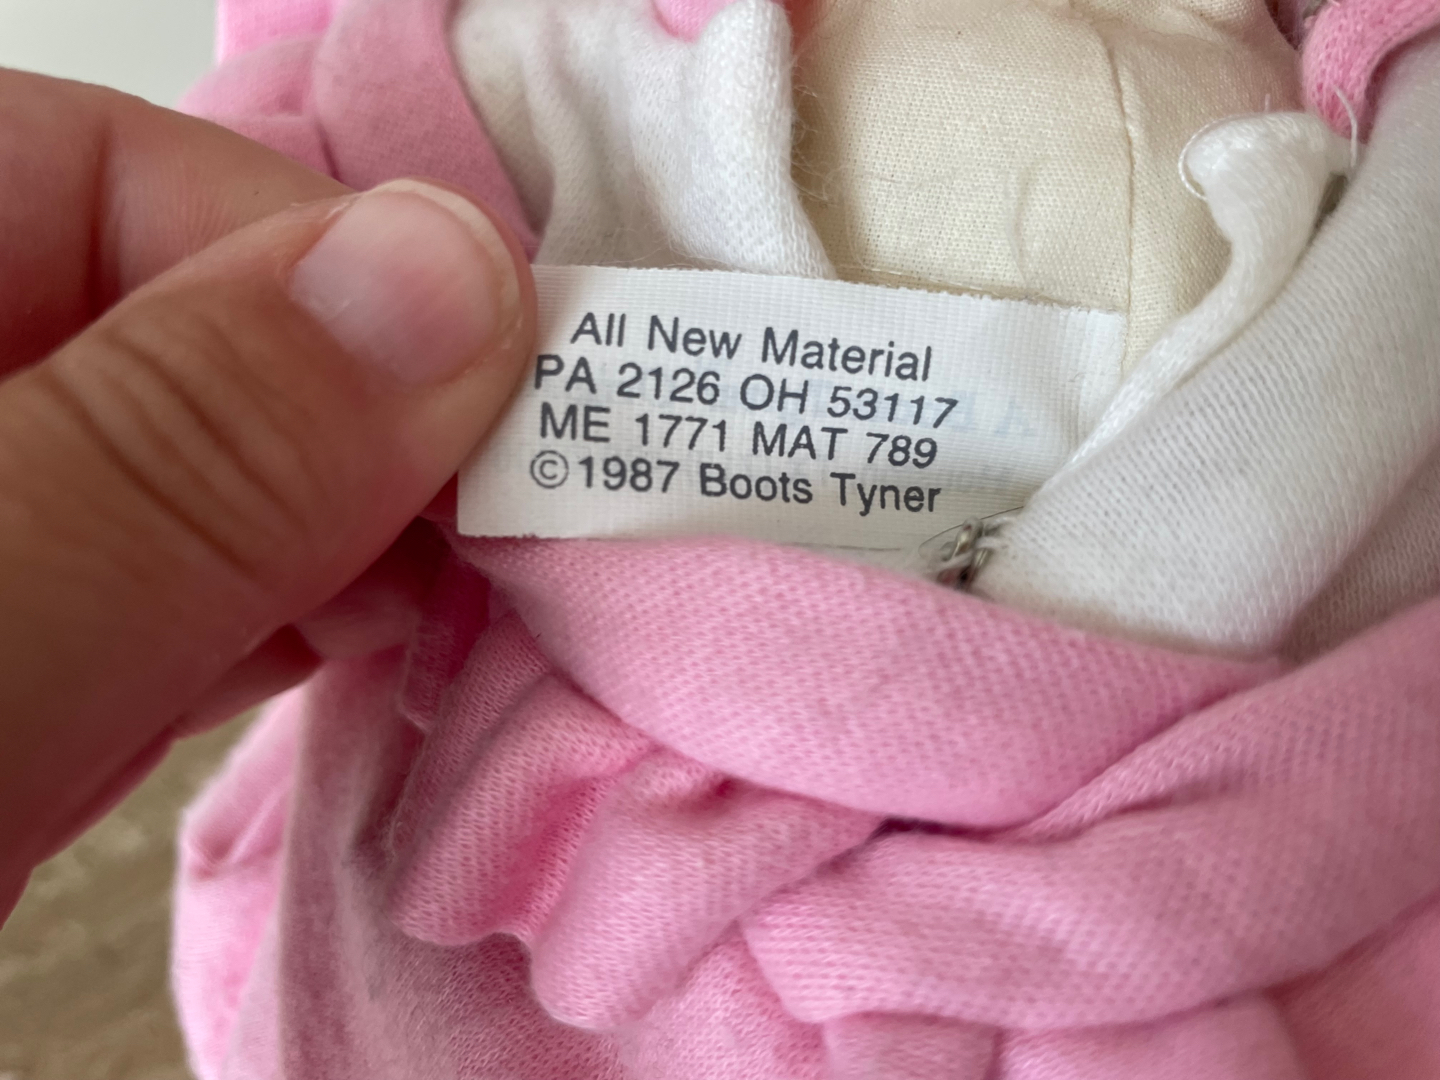 All New Material
PA 2126 OH 53117
ME 1771 MAT 789
©1987 Boots Tyner